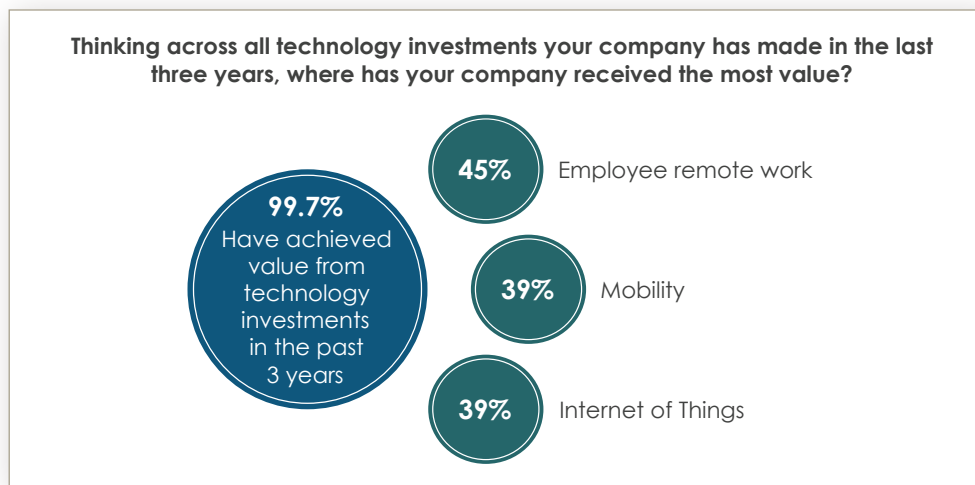 Thinking across all technology investments your company has made in the last
three years, where has your company received the most value?
99.7%
Have achieved
value from
technology
investments
in the past
3 years
45%
Employee remote work
39%
Mobility
39%
Internet of Things